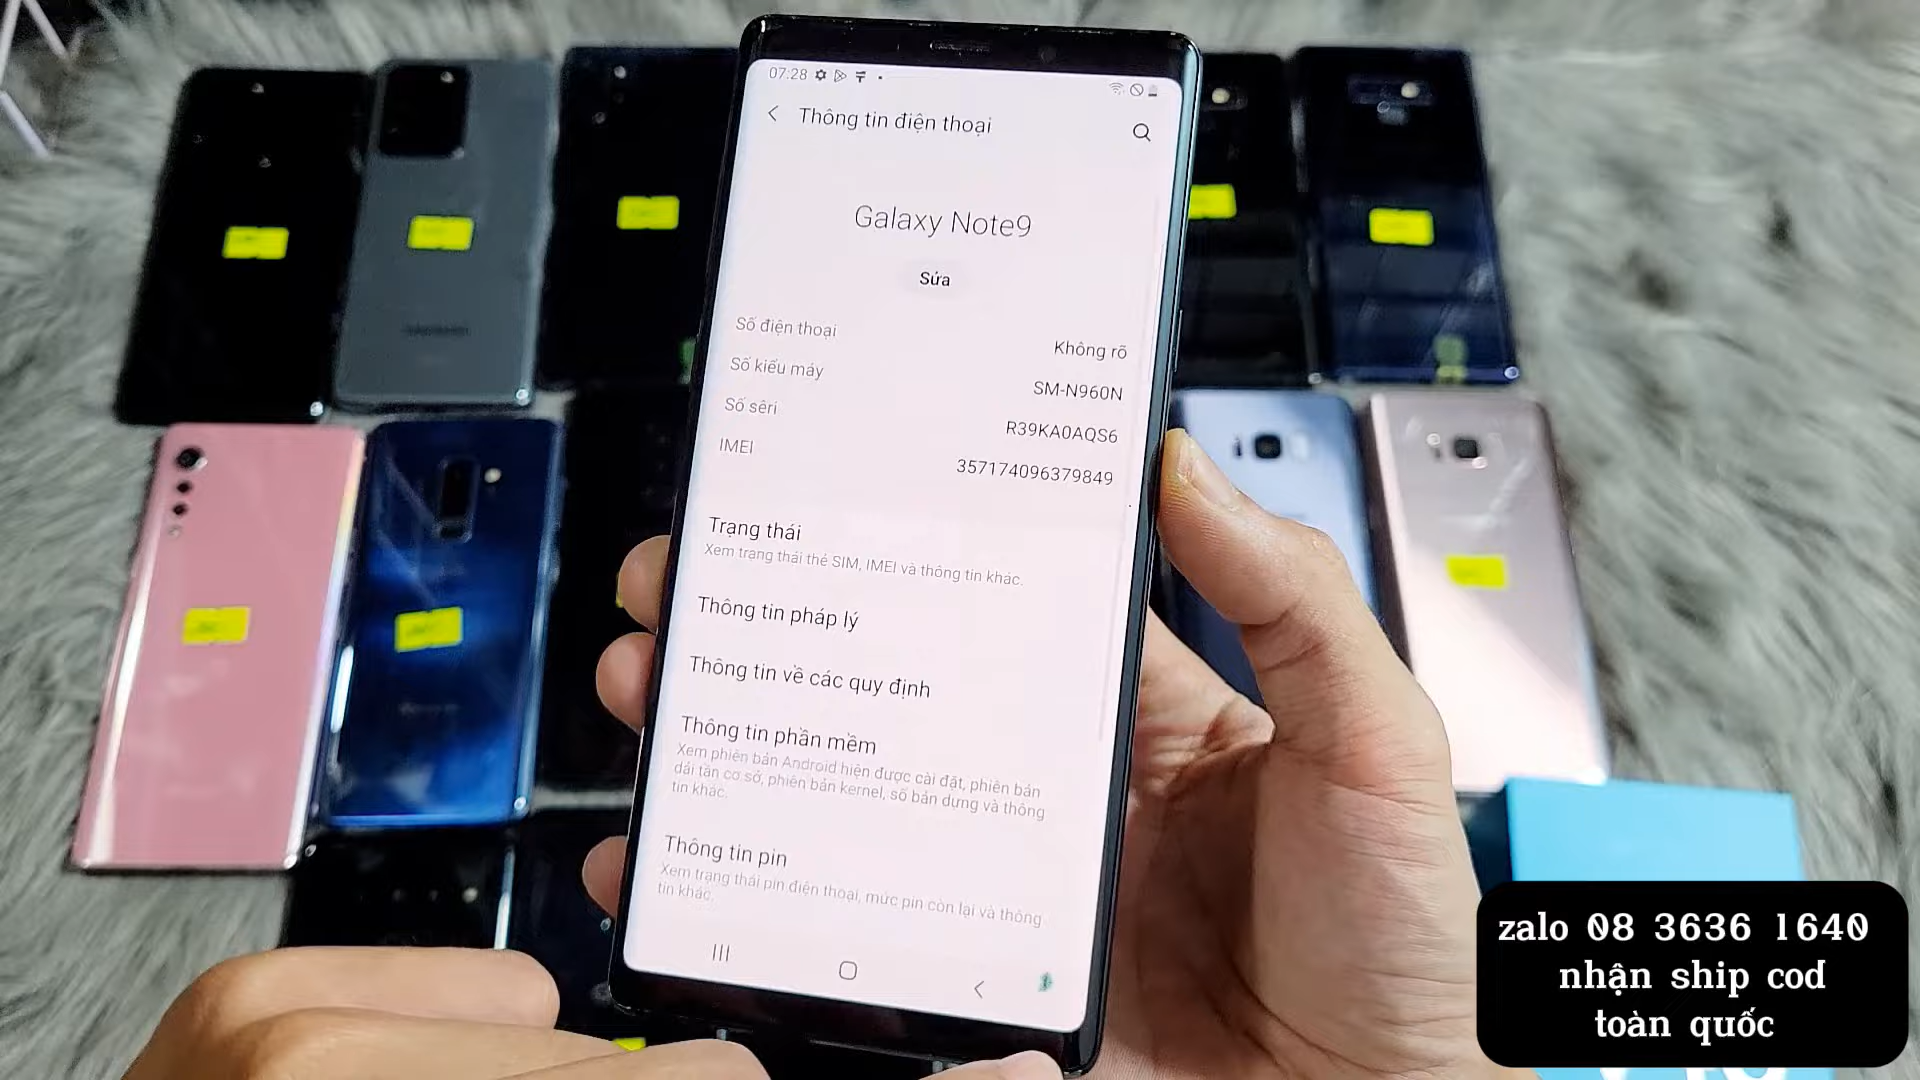 07:28
Thông tin điện thoại
Galaxy Note9
Sửa
Số điện thoại
Không rõ
Số kiểu máy
SM-N960N
Số sêri
R39KA0AQS6
IMEI
357174096379849
Trạng thái
Xem trạng thái thẻ SIM, IMEI và thông tin khác.
Thông tin pháp lý
Thông tin về các quy định
Thông tin phần mềm
Xem phiên bản Android hiện được cài đặt, phiên bản
dải tần cơ sở, phiên bản kernel, số bản dựng và thông
tin khác.
Thông tin pin
Xem trạng thái pin điện thoại, mức pin còn lại và thông
tin khác.
zalo 08 3636 1640
nhận ship cod
toàn quốc